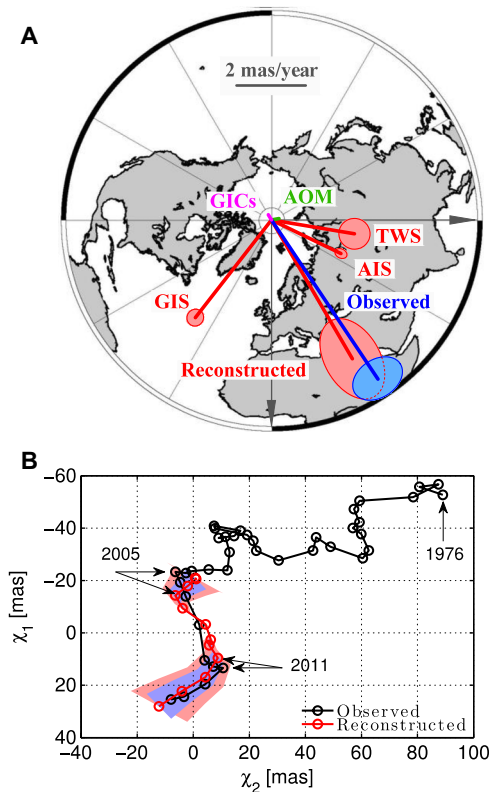 A
2 mas/year
GICs
AOM
TWS
AIS
Observed
GIS
Reconstructed
B
−60
−40
−20
0
20
40
χ1 [mas]
2005
1976
2011
Observed
Reconstructed
−40 −20 0 20 40 60 80 100
χ2 [mas]